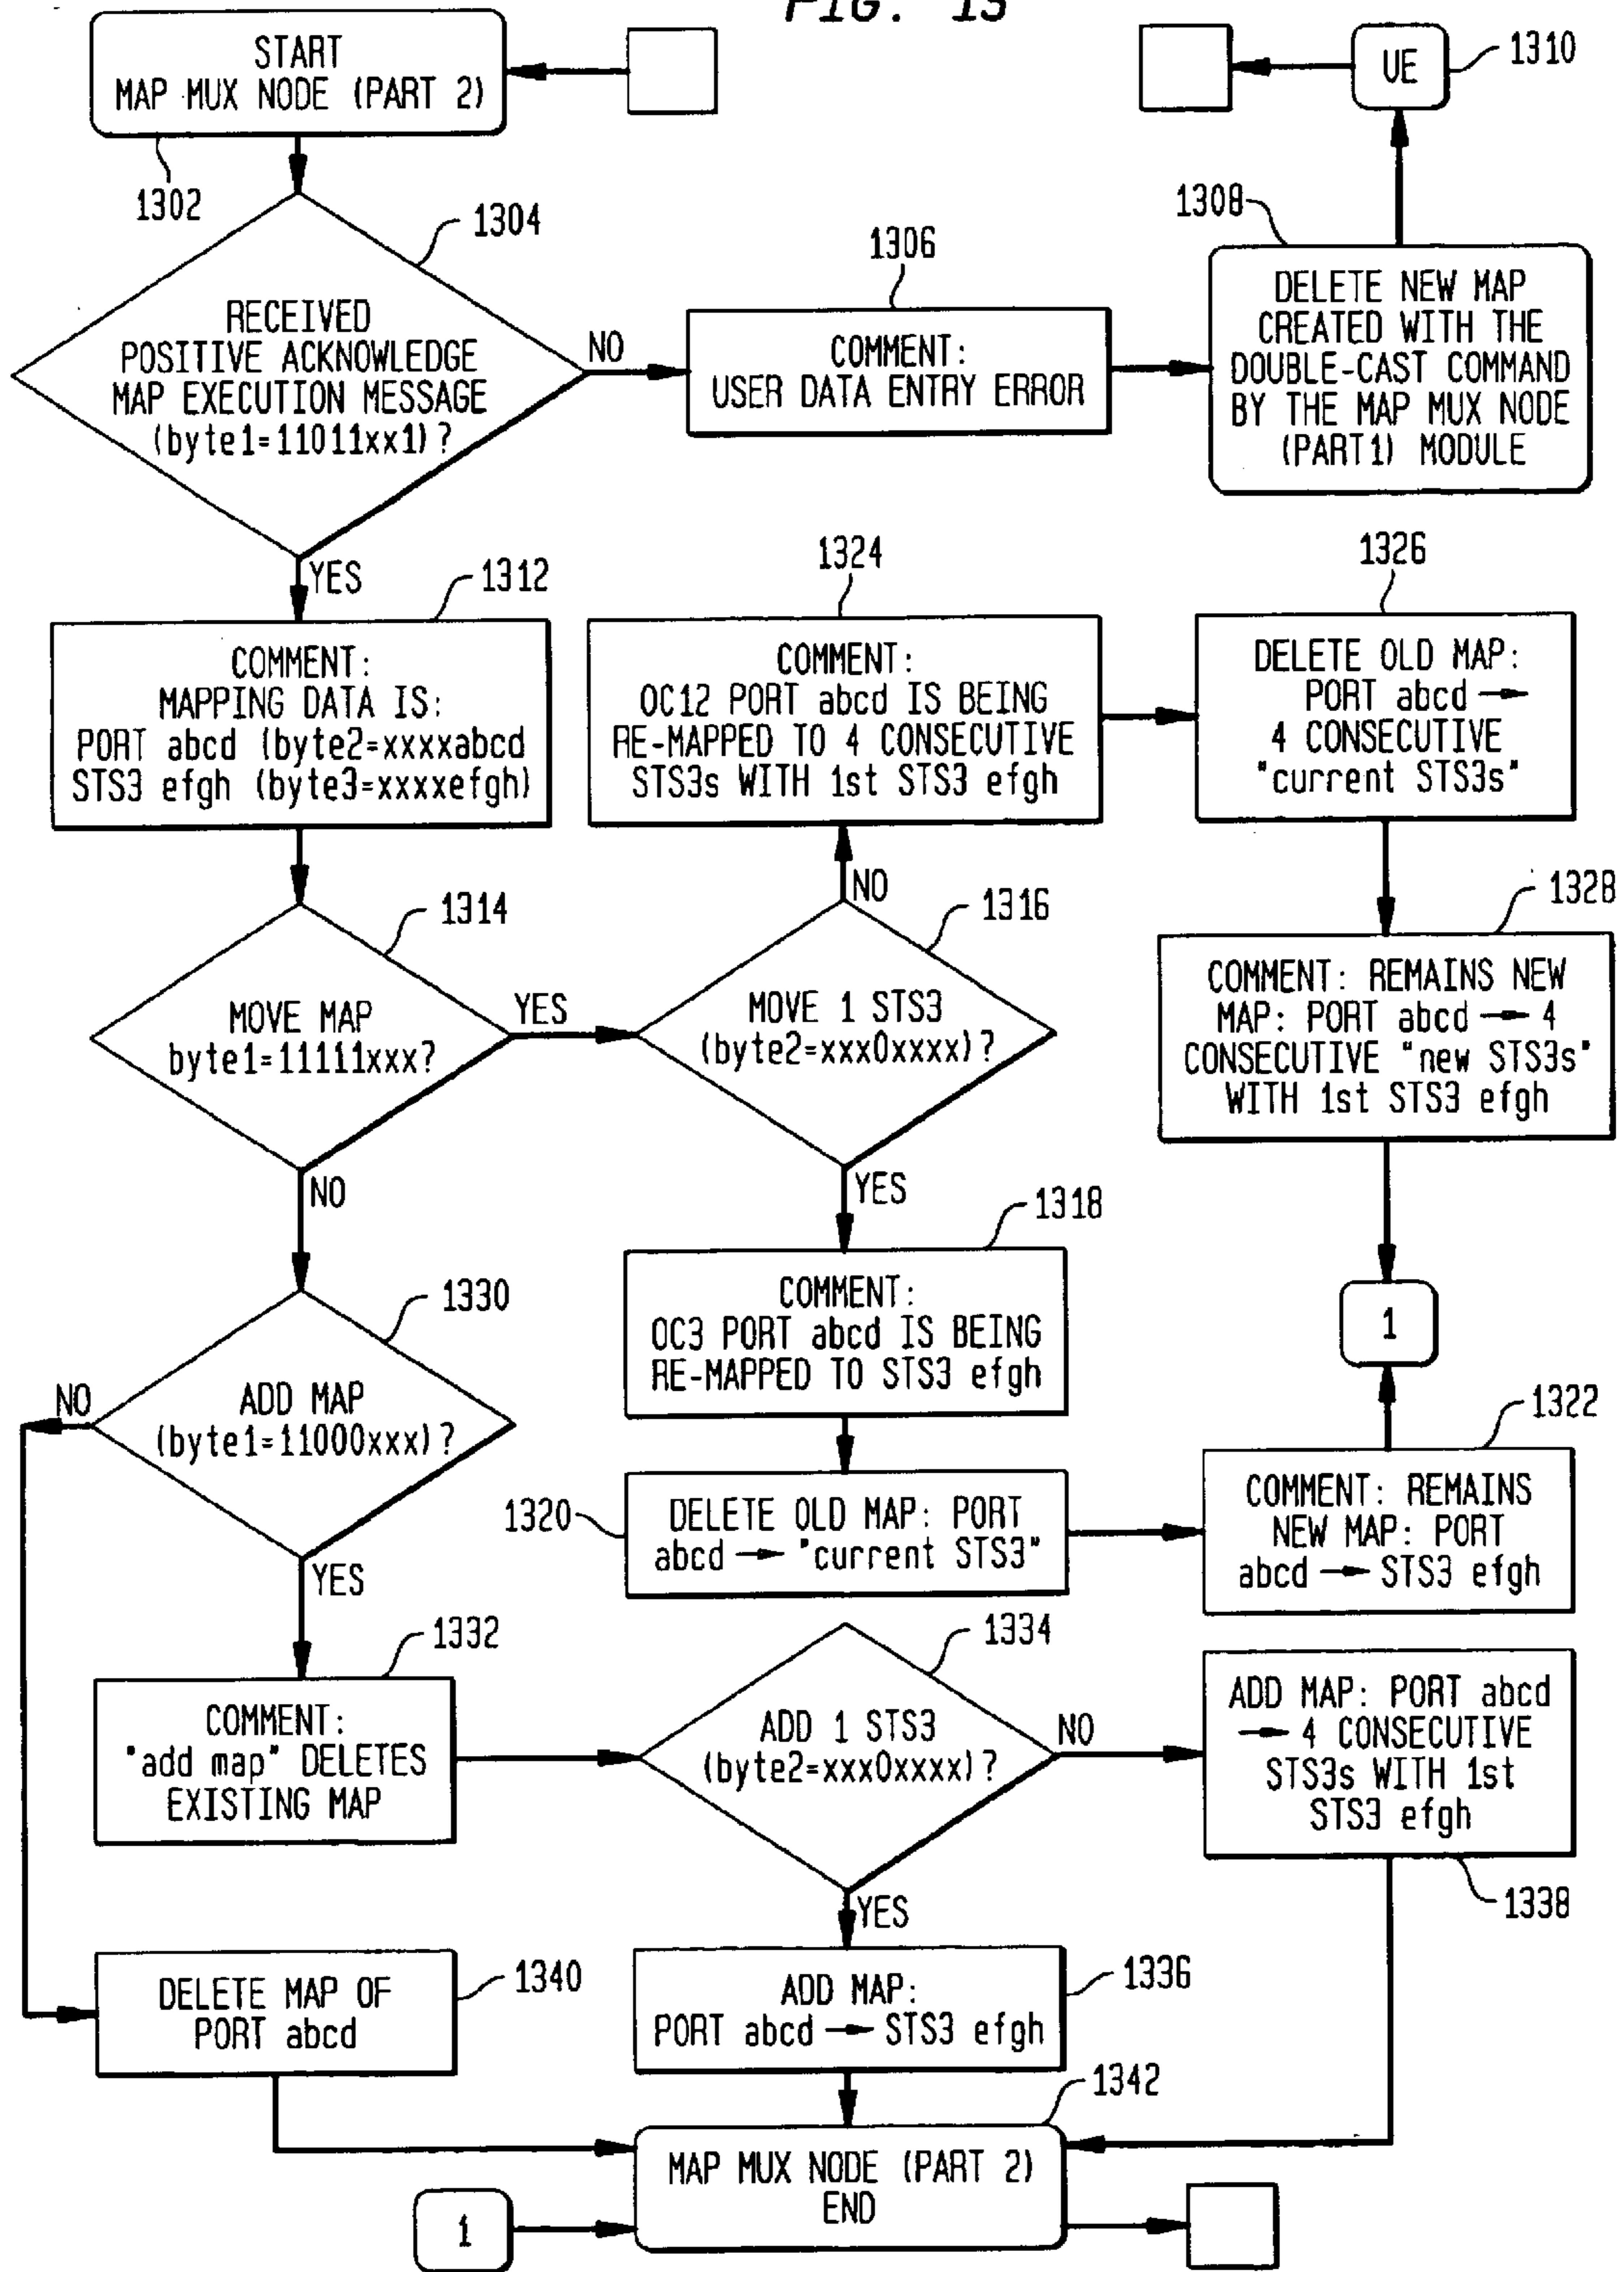 FIG. 13
START
MAP MUX NODE (PART 2)
1302
UE
1310
1304
RECEIVED
POSITIVE ACKNOWLEDGE
MAP EXECUTION MESSAGE
(byte1=11011xx1)?
NO
YES
1306
COMMENT:
USER DATA ENTRY ERROR
1308
DELETE NEW MAP
CREATED WITH THE
DOUBLE-CAST COMMAND
BY THE MAP MUX NODE
(PART1) MODULE
1312
COMMENT:
MAPPING DATA IS:
PORT abcd (byte2=xxxxabcd
STS3 efgh (byte3=xxxxefgh)
1324
COMMENT:
OC12 PORT abcd IS BEING
RE-MAPPED TO 4 CONSECUTIVE
STS3s WITH 1st STS3 efgh
1326
DELETE OLD MAP:
PORT abcd →
4 CONSECUTIVE
"current STS3s"
1314
MOVE MAP
byte1=11111xxx?
YES
NO
1316
NO
MOVE 1 STS3
(byte2=xxx0xxxx)?
YES
1328
COMMENT: REMAINS NEW
MAP: PORT abcd → 4
CONSECUTIVE "new STS3s"
WITH 1st STS3 efgh
1
1318
COMMENT:
OC3 PORT abcd IS BEING
RE-MAPPED TO STS3 efgh
1330
NO
ADD MAP
(byte1=11000xxx)?
YES
1320
DELETE OLD MAP: PORT
abcd → "current STS3"
1322
COMMENT: REMAINS
NEW MAP: PORT
abcd → STS3 efgh
1332
COMMENT:
"add map" DELETES
EXISTING MAP
1334
ADD 1 STS3
(byte2=xxx0xxxx)?
NO
YES
ADD MAP: PORT abcd
→ 4 CONSECUTIVE
STS3s WITH 1st
STS3 efgh
1338
1340
DELETE MAP OF
PORT abcd
1336
ADD MAP:
PORT abcd → STS3 efgh
1342
MAP MUX NODE (PART 2)
END
1